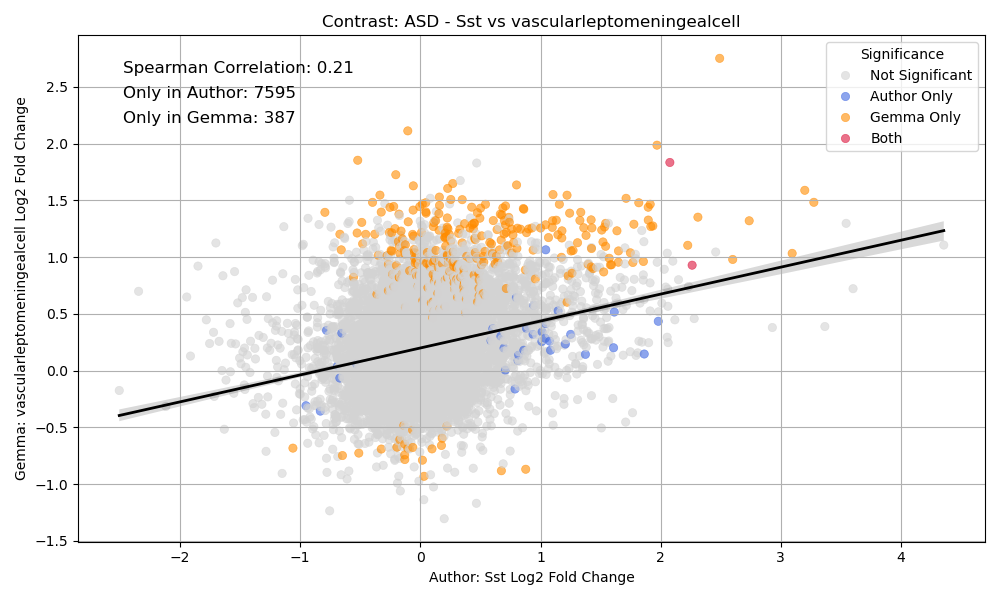 Contrast: ASD - Sst vs vascularleptomeningealcell
Spearman Correlation: 0.21
Only in Author: 7595
Only in Gemma: 387
Significance
Not Significant
Author Only
Gemma Only
Both
Gemma: vascularleptomeningealcell Log2 Fold Change
2.5
2.0
1.5
1.0
0.5
0.0
−0.5
−1.0
−1.5
−2 −1 0 1 2 3 4
Author: Sst Log2 Fold Change